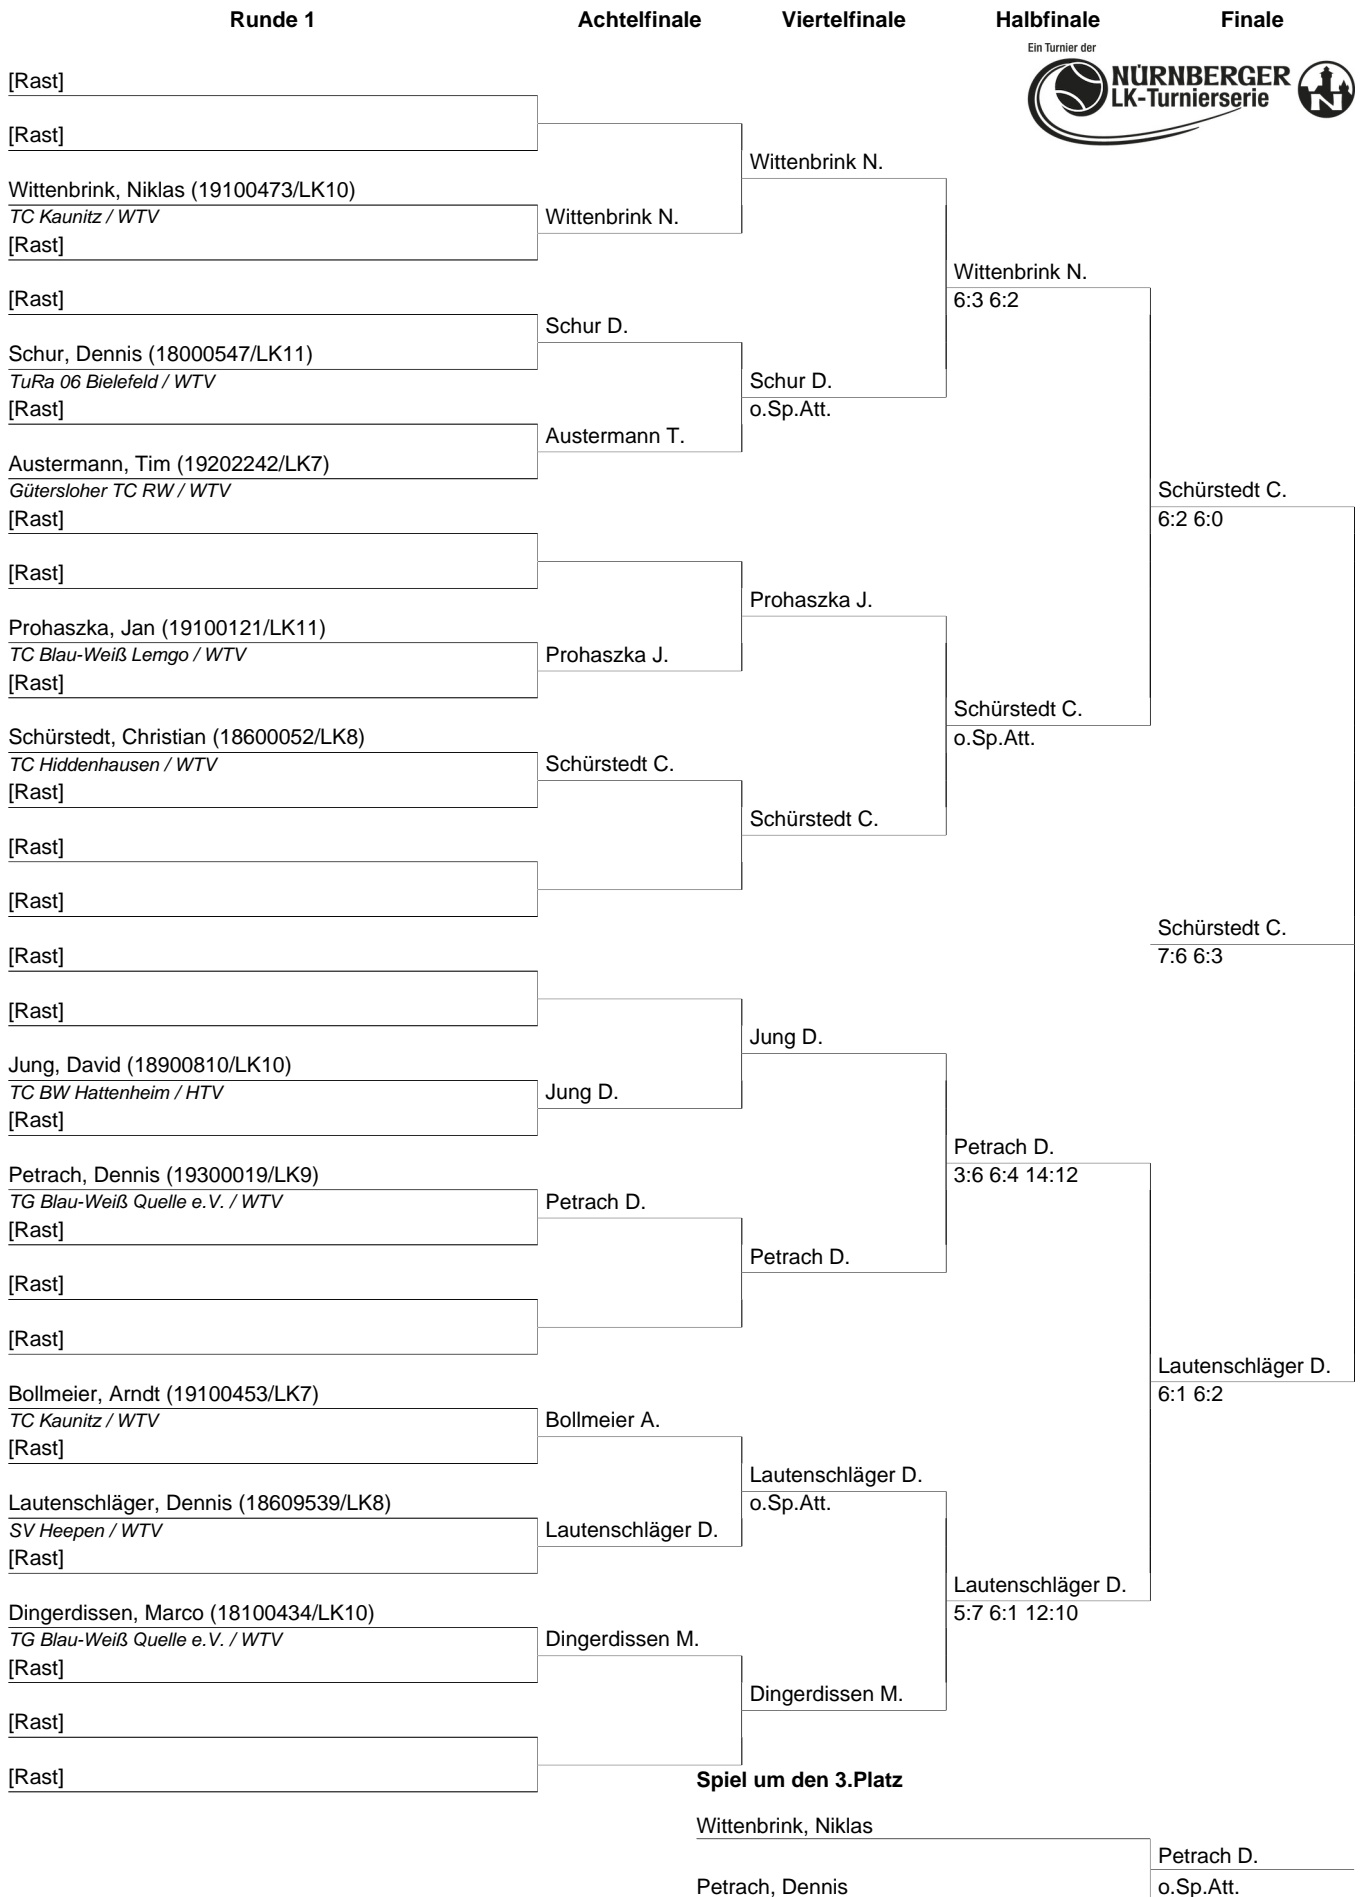 Runde 1 Achtelfinale Viertelfinale Halbfinale Finale
Ein Turnier der
NÜRNBERGER
LK-Turnierserie
N
[Rast]
[Rast]
Wittenbrink N.
Wittenbrink, Niklas (19100473/LK10)
TC Kaunitz / WTV
Wittenbrink N.
[Rast]
Wittenbrink N.
[Rast]
6:3 6:2
Schur D.
Schur, Dennis (18000547/LK11)
TuRa 06 Bielefeld / WTV
Schur D.
[Rast]
o.Sp.Att.
Austermann T.
Austermann, Tim (19202242/LK7)
Gütersloher TC RW / WTV
Schürstedt C.
[Rast]
6:2 6:0
[Rast]
Prohaszka J.
Prohaszka, Jan (19100121/LK11)
TC Blau-Weiß Lemgo / WTV
Prohaszka J.
[Rast]
Schürstedt C.
Schürstedt, Christian (18600052/LK8)
o.Sp.Att.
TC Hiddenhausen / WTV
Schürstedt C.
[Rast]
Schürstedt C.
[Rast]
[Rast]
Schürstedt C.
[Rast]
7:6 6:3
[Rast]
Jung D.
Jung, David (18900810/LK10)
TC BW Hattenheim / HTV
Jung D.
[Rast]
Petrach D.
Petrach, Dennis (19300019/LK9)
3:6 6:4 14:12
TG Blau-Weiß Quelle e.V. / WTV
Petrach D.
[Rast]
Petrach D.
[Rast]
[Rast]
Lautenschläger D.
Bollmeier, Arndt (19100453/LK7)
6:1 6:2
TC Kaunitz / WTV
Bollmeier A.
[Rast]
Lautenschläger D.
Lautenschläger, Dennis (18609539/LK8)
o.Sp.Att.
SV Heepen / WTV
Lautenschläger D.
[Rast]
Lautenschläger D.
Dingerdissen, Marco (18100434/LK10)
5:7 6:1 12:10
TG Blau-Weiß Quelle e.V. / WTV
Dingerdissen M.
[Rast]
Dingerdissen M.
[Rast]
[Rast]
Spiel um den 3.Platz
Wittenbrink, Niklas
Petrach D.
Petrach, Dennis
o.Sp.Att.